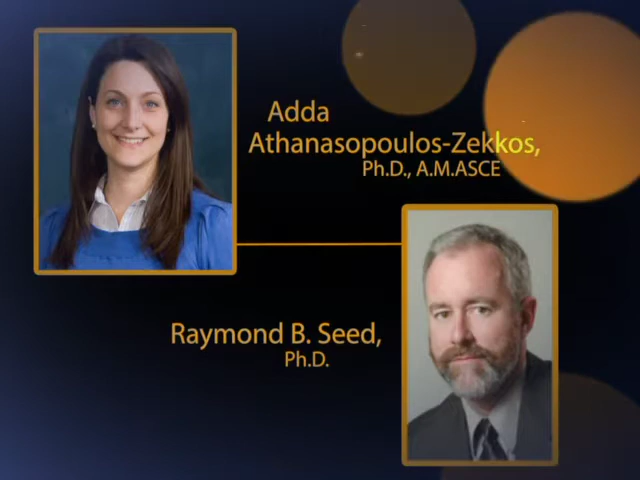 Adda
Athanasopoulos-Zekkos,
Ph.D., A.M.ASCE
Raymond B. Seed,
Ph.D.